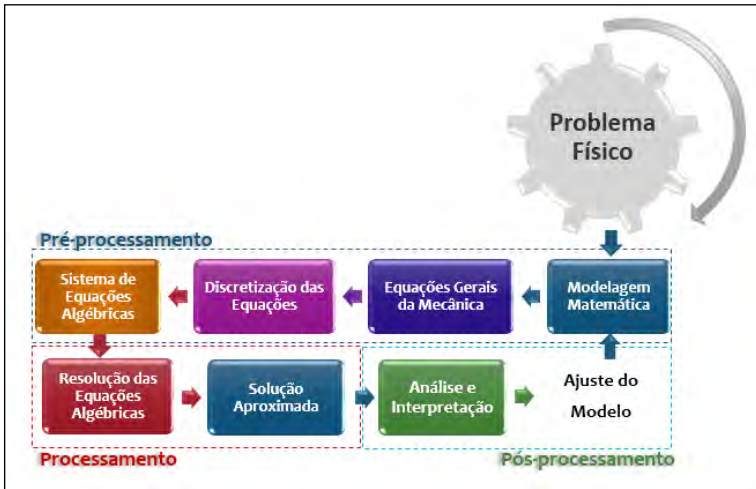 Problema
Físico
Pré-processamento
Sistema de
Equações
Algébricas
Discretização das
Equações
Equações Gerais
da Mecânica
Modelagem
Matemática
Resolução das
Equações
Algébricas
Solução
Aproximada
Análise e
Interpretação
Ajuste do
Modelo
Processamento
Pós-processamento